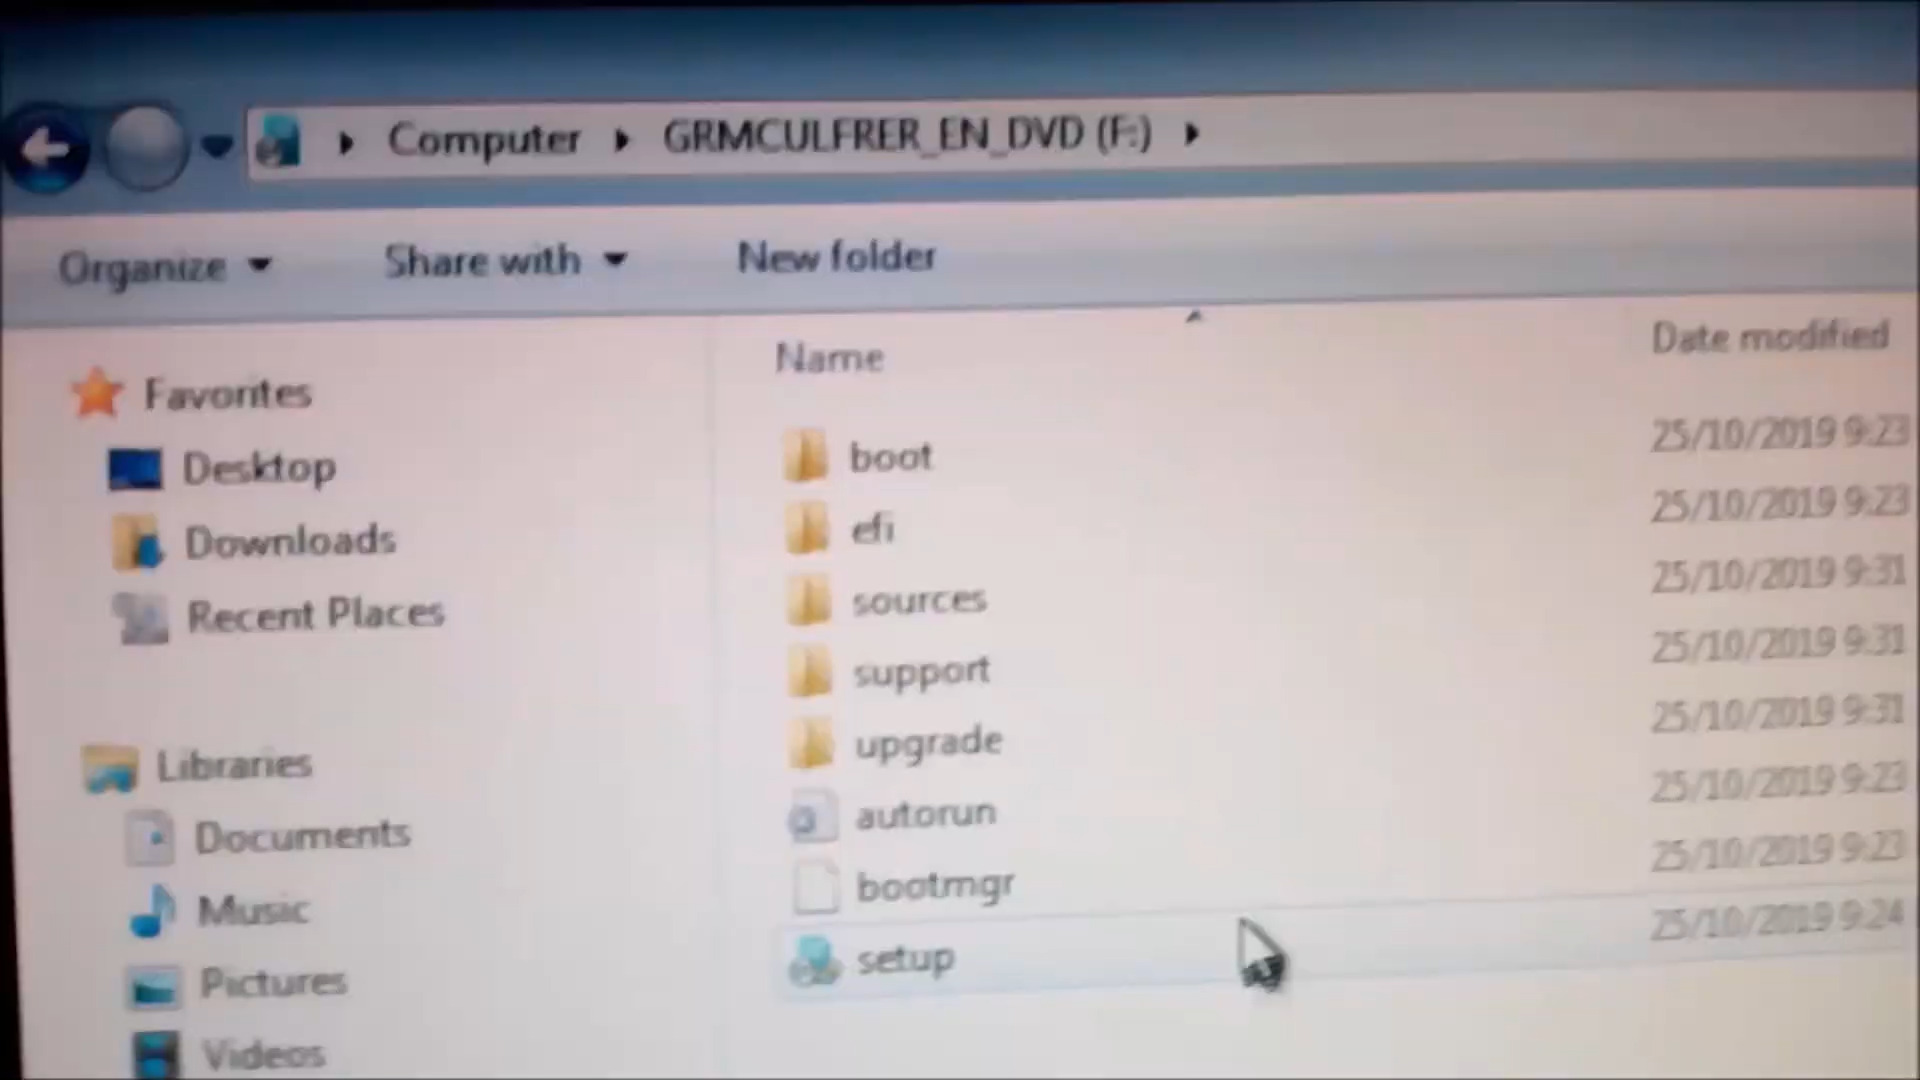 Computer GRMCULFRER_EN_DVD (F:)
Organize Share with New folder
Name Date modified
Favorites
Desktop
Downloads
Recent Places
Libraries
Documents
Music
Pictures
Videos
boot 25/10/2019 9:23
efi 25/10/2019 9:23
sources 25/10/2019 9:31
support 25/10/2019 9:31
upgrade 25/10/2019 9:31
autorun 25/10/2019 9:23
bootmgr 25/10/2019 9:23
setup 25/10/2019 9:24